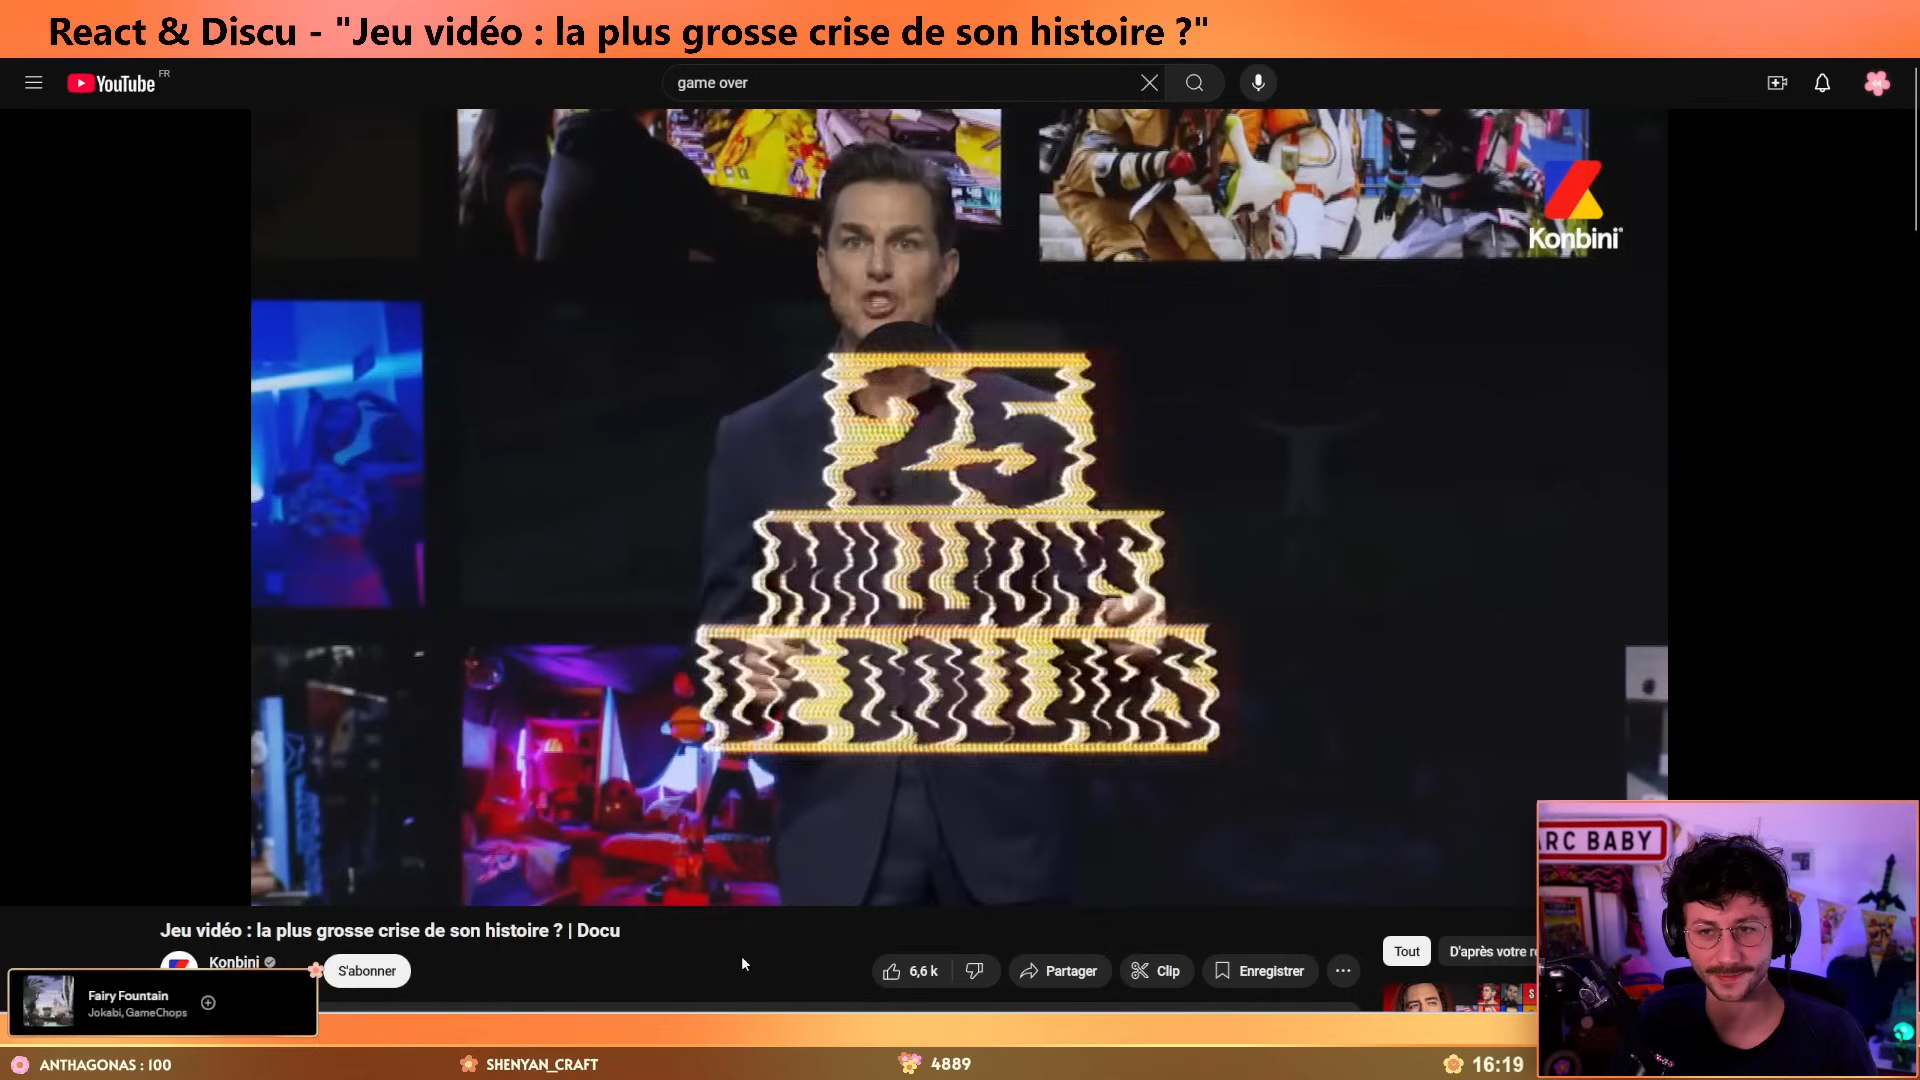 React & Discu - "Jeu vidéo : la plus grosse crise de son histoire ?"
YouTube FR
game over
Konbini
25
MILLIONS
Jeu vidéo : la plus grosse crise de son histoire ? | Docu
Konbini
S'abonner
6,6 k
Partager
Clip
Enregistrer
Tout
D'après votre re
Fairy Fountain
Jokabi, GameChops
ARC BABY
ANTHAGONAS : 100
SHENYAN_CRAFT
4889
16:19